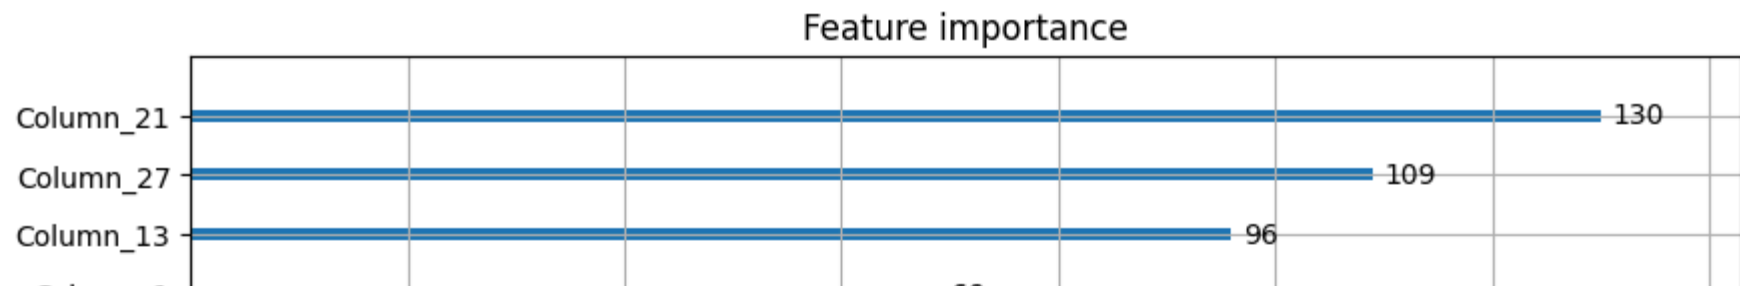 Feature importance
Column_21 130
Column_27 109
Column_13 96